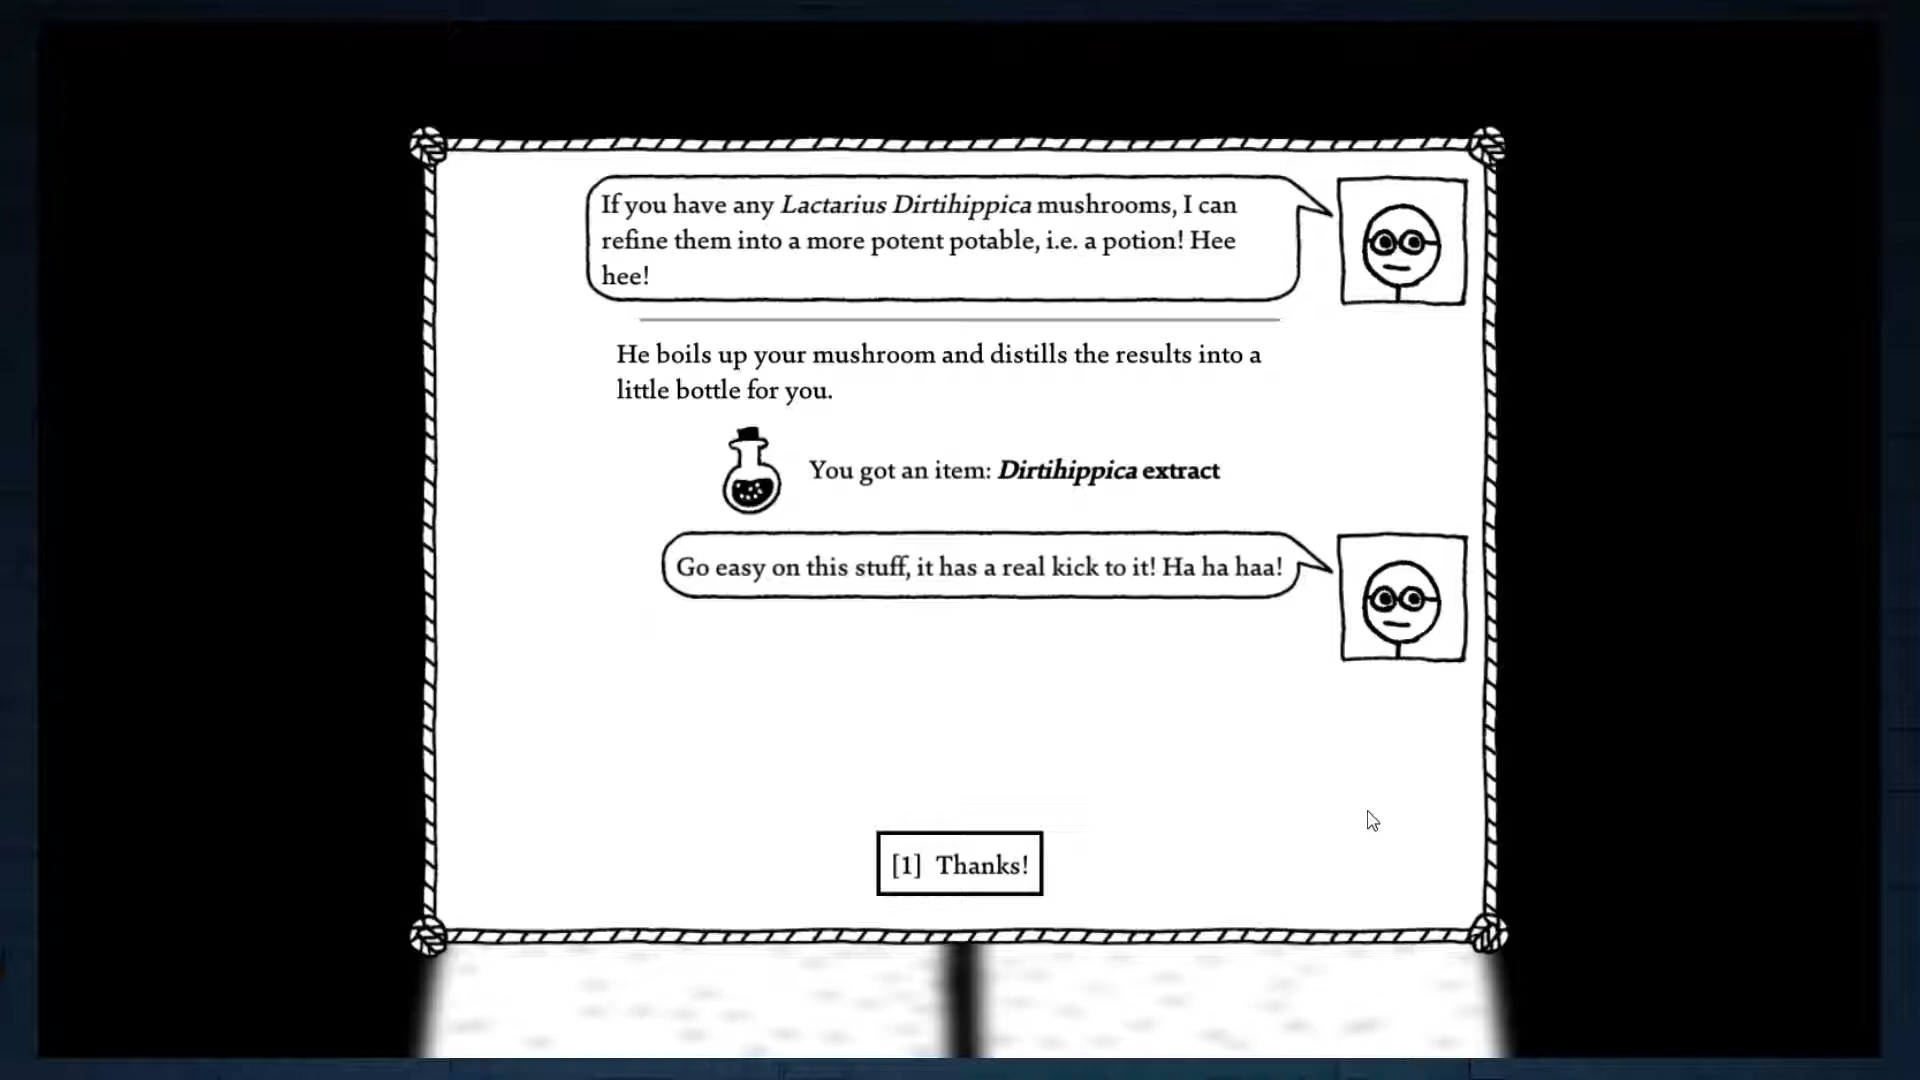 If you have any Lactarius Dirtihippica mushrooms, I can
refine them into a more potent potable, i.e. a potion! Hee
hee!
He boils up your mushroom and distills the results into a
little bottle for you.
You got an item: Dirtihippica extract
Go easy on this stuff, it has a real kick to it! Ha ha haa!
[1] Thanks!